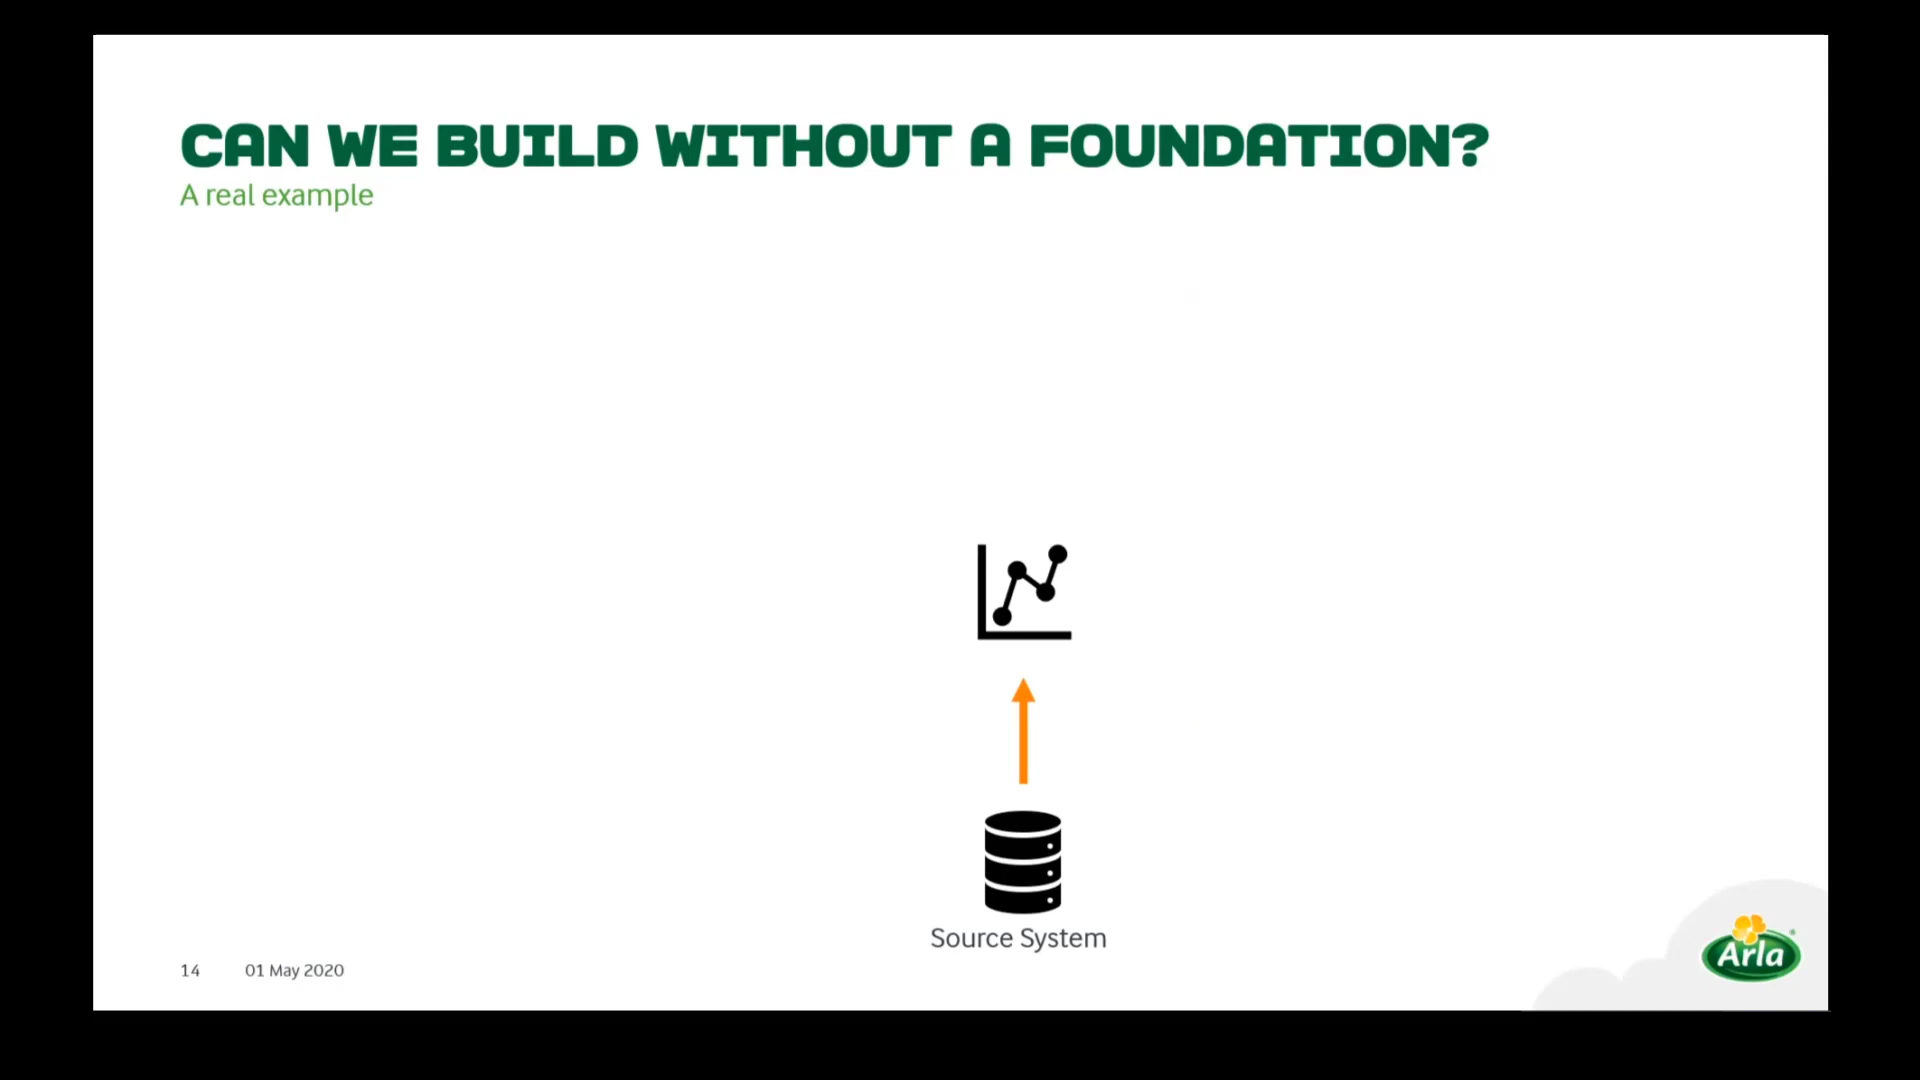 CAN WE BUILD WITHOUT A FOUNDATION?
A real example
Source System
14 01 May 2020
Arla